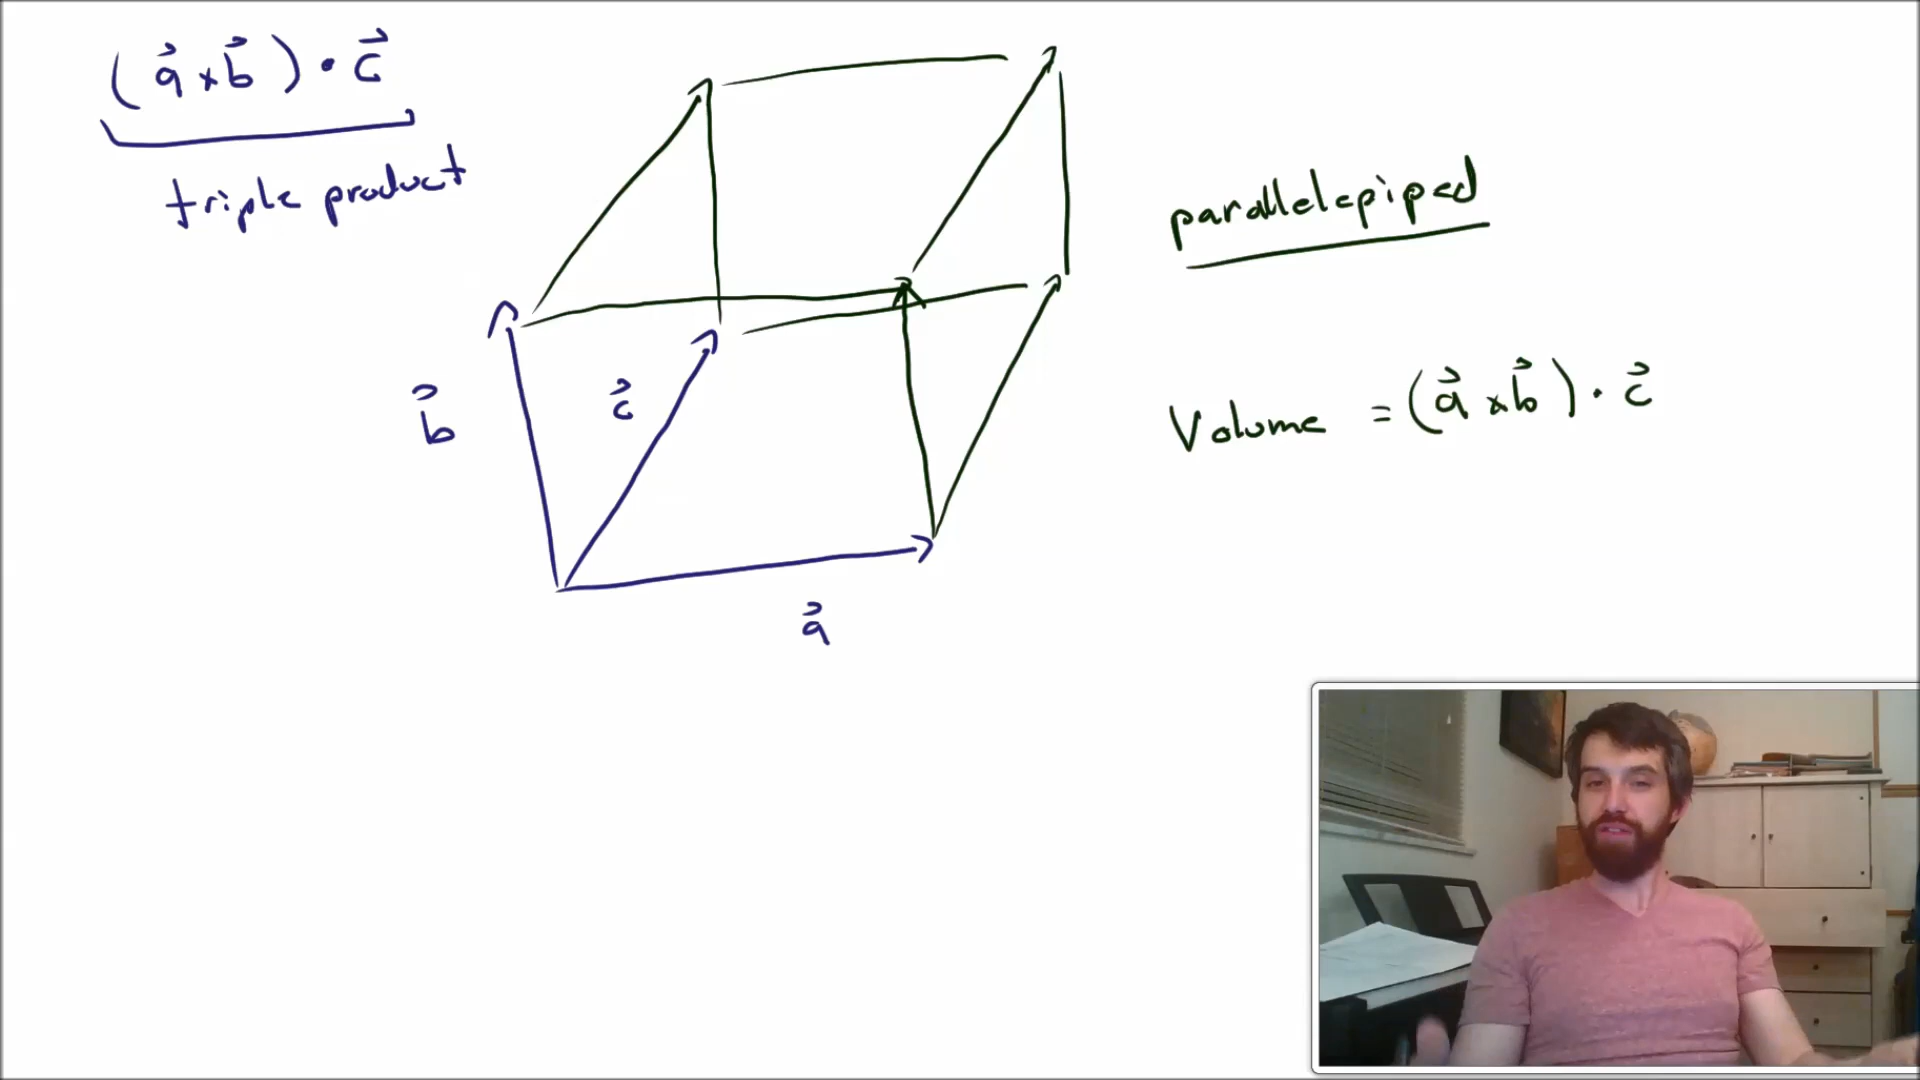 (a⃗ × b⃗) · c⃗
triple product
parallelepiped
b⃗
c⃗
Volume = (a⃗ × b⃗) · c⃗
a⃗